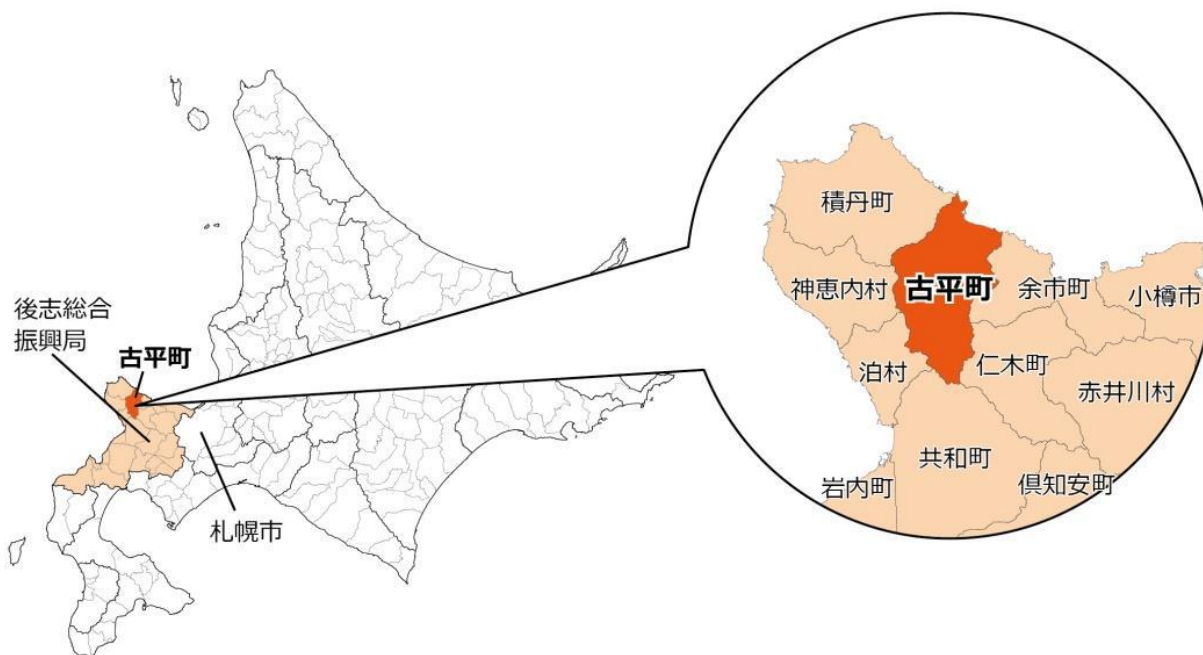 後志総合
振興局
古平町
札幌市
積丹町
神恵内村
古平町
余市町
小樽市
泊村
仁木町
赤井川村
共和町
岩内町
倶知安町